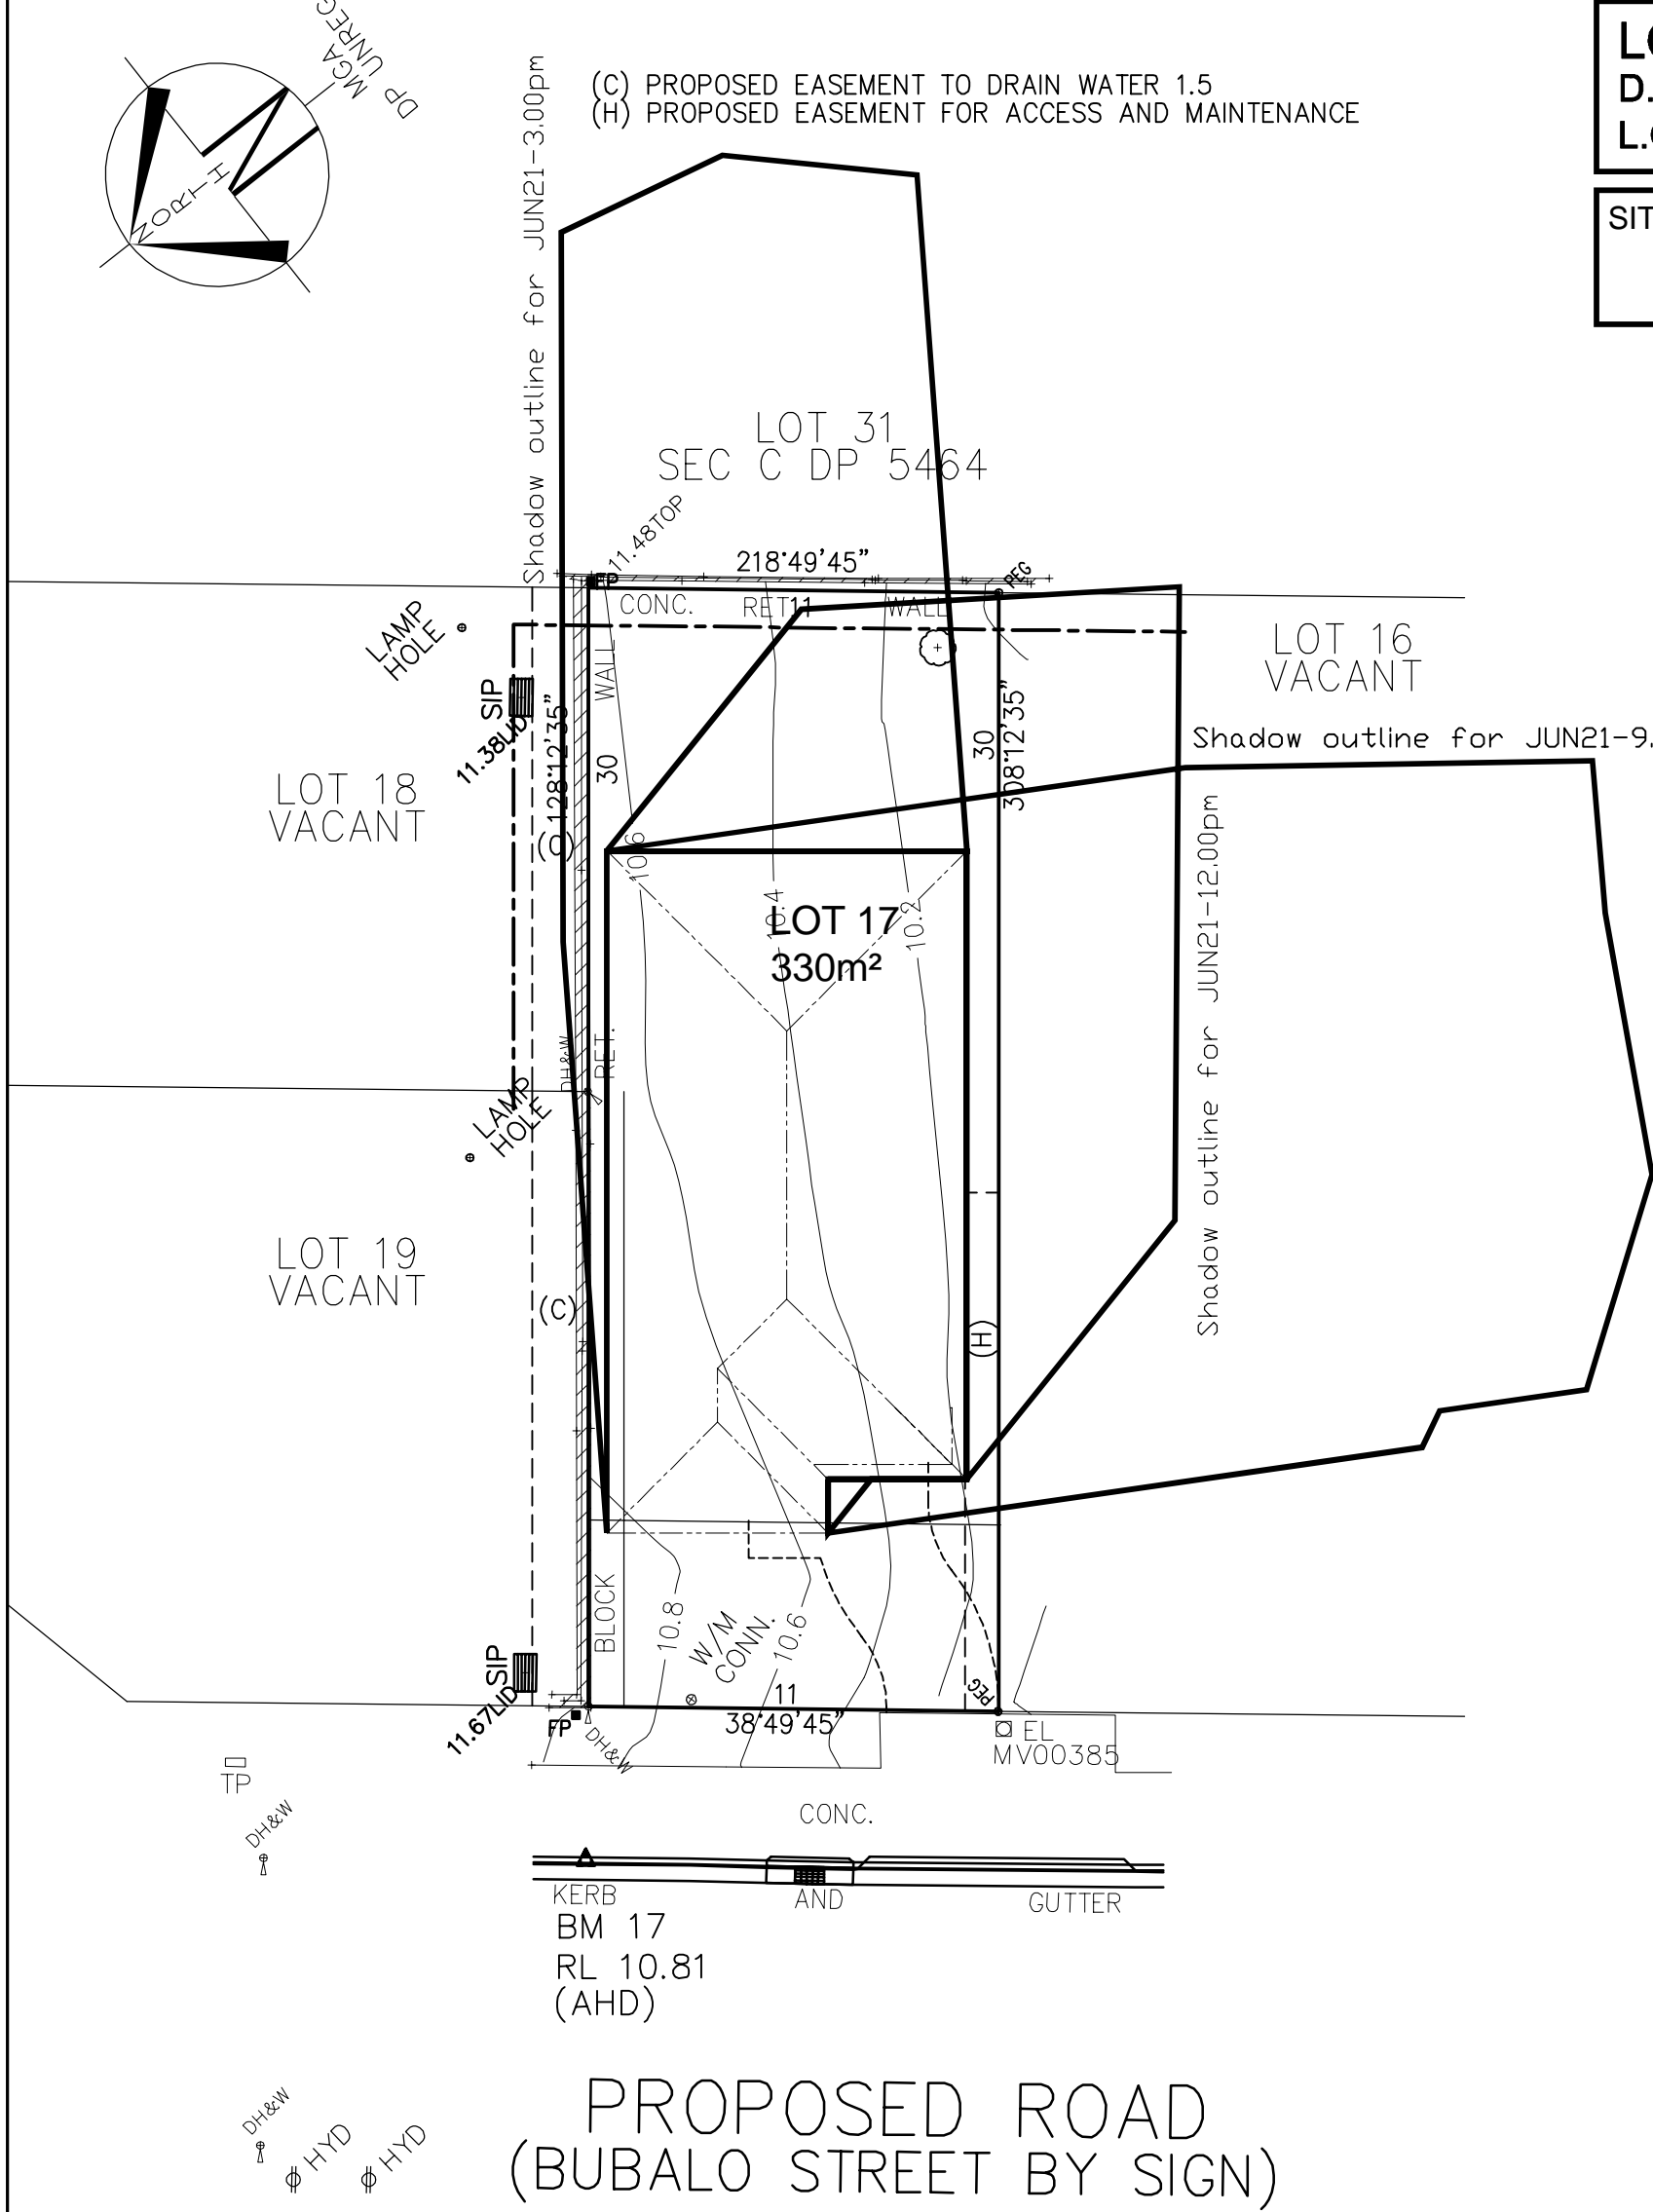 MGA
DP UNREG
NORTH
(C) PROPOSED EASEMENT TO DRAIN WATER 1.5
(H) PROPOSED EASEMENT FOR ACCESS AND MAINTENANCE
SIT
Shadow outline for JUN21-3.00pm
LOT 31
SEC C DP 5464
11.48TOP
218°49'45"
FP
PEG
CONC.
RET.
11
WALL
LAMP
HOLE
LOT 16
VACANT
SIP
11.38LID
WALL
128°12'35"
30
30
308°12'35"
Shadow outline for JUN21-9.
LOT 18
VACANT
(C)
10.6
10.4
10.2
LOT 17
330m²
Shadow outline for JUN21-12.00pm
DH&W
RET.
LAMP
HOLE
LOT 19
VACANT
(C)
(H)
BLOCK
10.8
W/M
CONN.
10.6
SIP
11.67LID
PEG
11
38°49'45"
FP
DH&W
EL
MV00385
TP
DH&W
CONC.
KERB
AND
GUTTER
BM 17
RL 10.81
(AHD)
DH&W
HYD
HYD
PROPOSED ROAD
(BUBALO STREET BY SIGN)